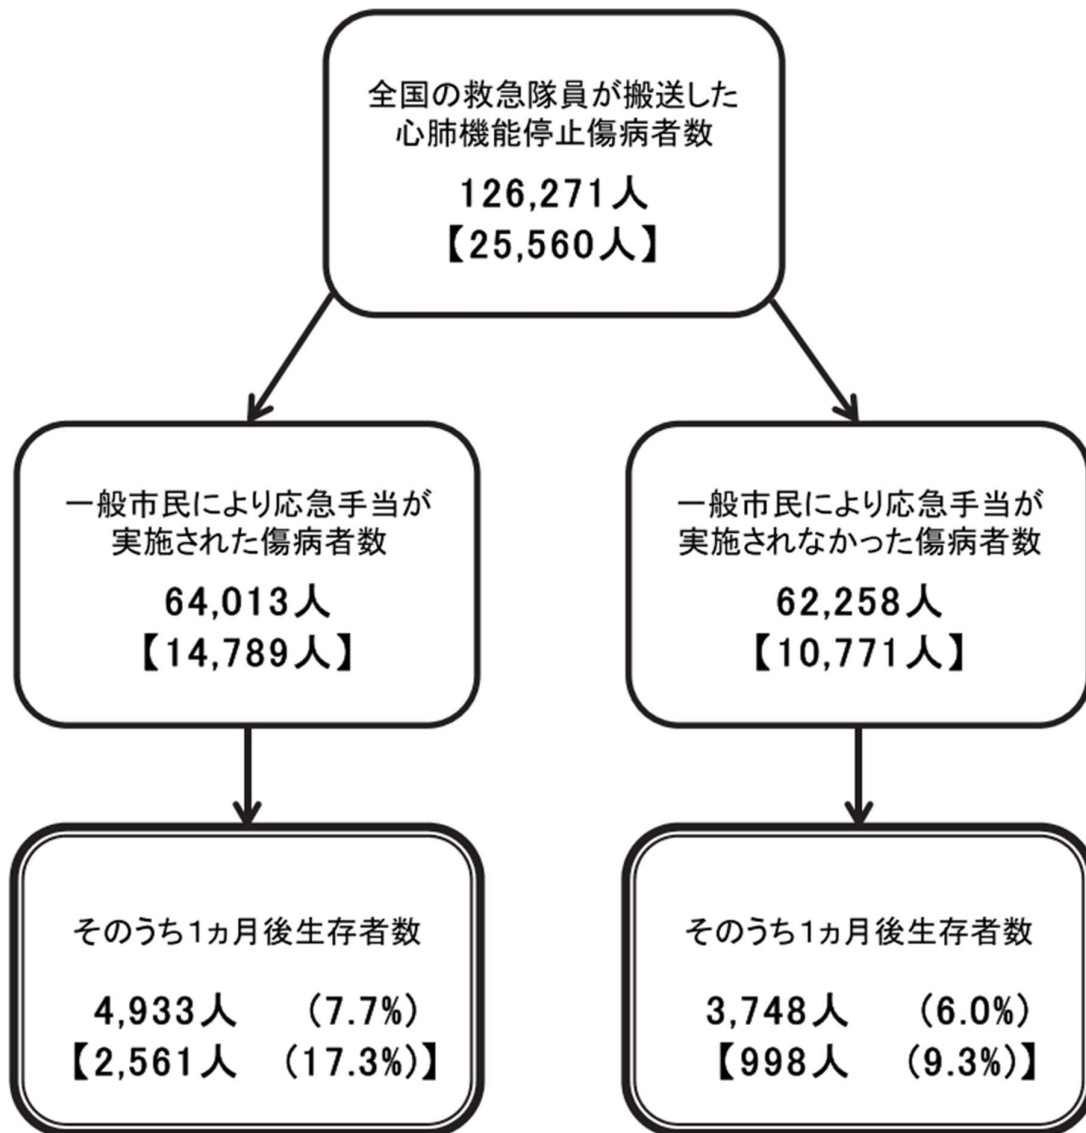 全国の救急隊員が搬送した
心肺機能停止傷病者数
126,271人
【25,560人】
一般市民により応急手当が
実施された傷病者数
64,013人
【14,789人】
一般市民により応急手当が
実施されなかった傷病者数
62,258人
【10,771人】
そのうち1ヵ月後生存者数
4,933人 (7.7%)
【2,561人 (17.3%)】
そのうち1ヵ月後生存者数
3,748人 (6.0%)
【998人 (9.3%)】